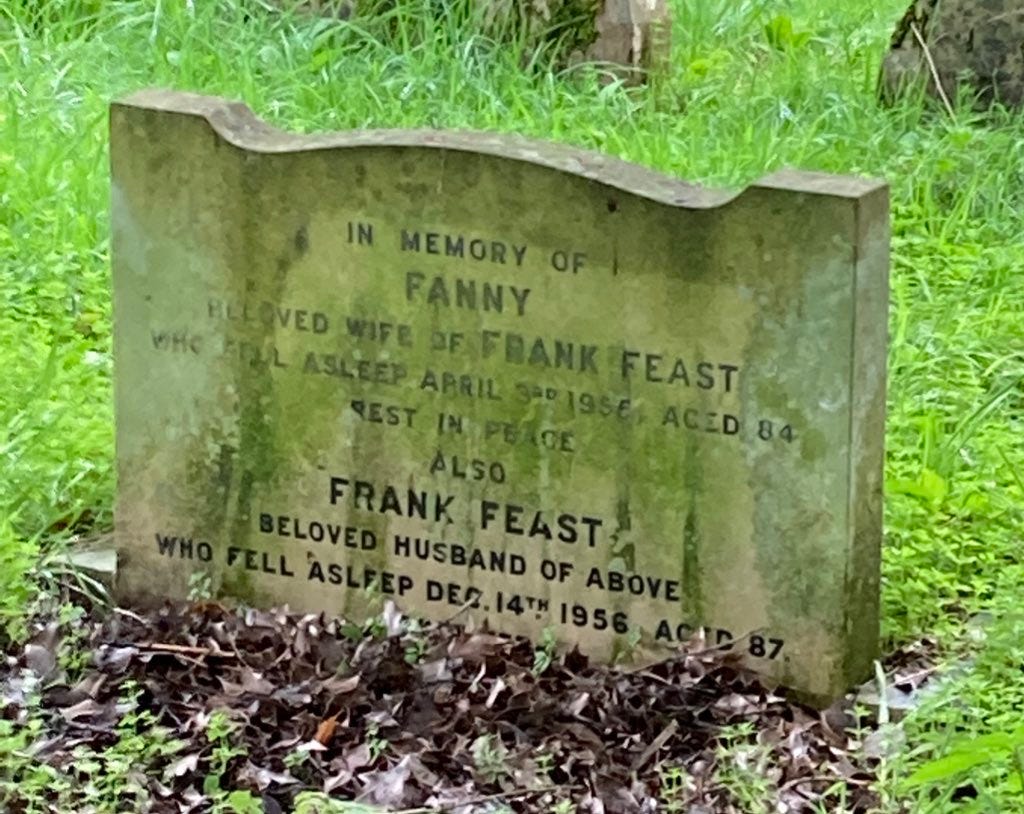 IN MEMORY OF
FANNY
BELOVED WIFE OF FRANK FEAST
WHO FELL ASLEEP APRIL 3RD 1956, AGED 84
REST IN PEACE
ALSO
FRANK FEAST
BELOVED HUSBAND OF ABOVE
WHO FELL ASLEEP DEC. 14TH 1956, AGED 87.